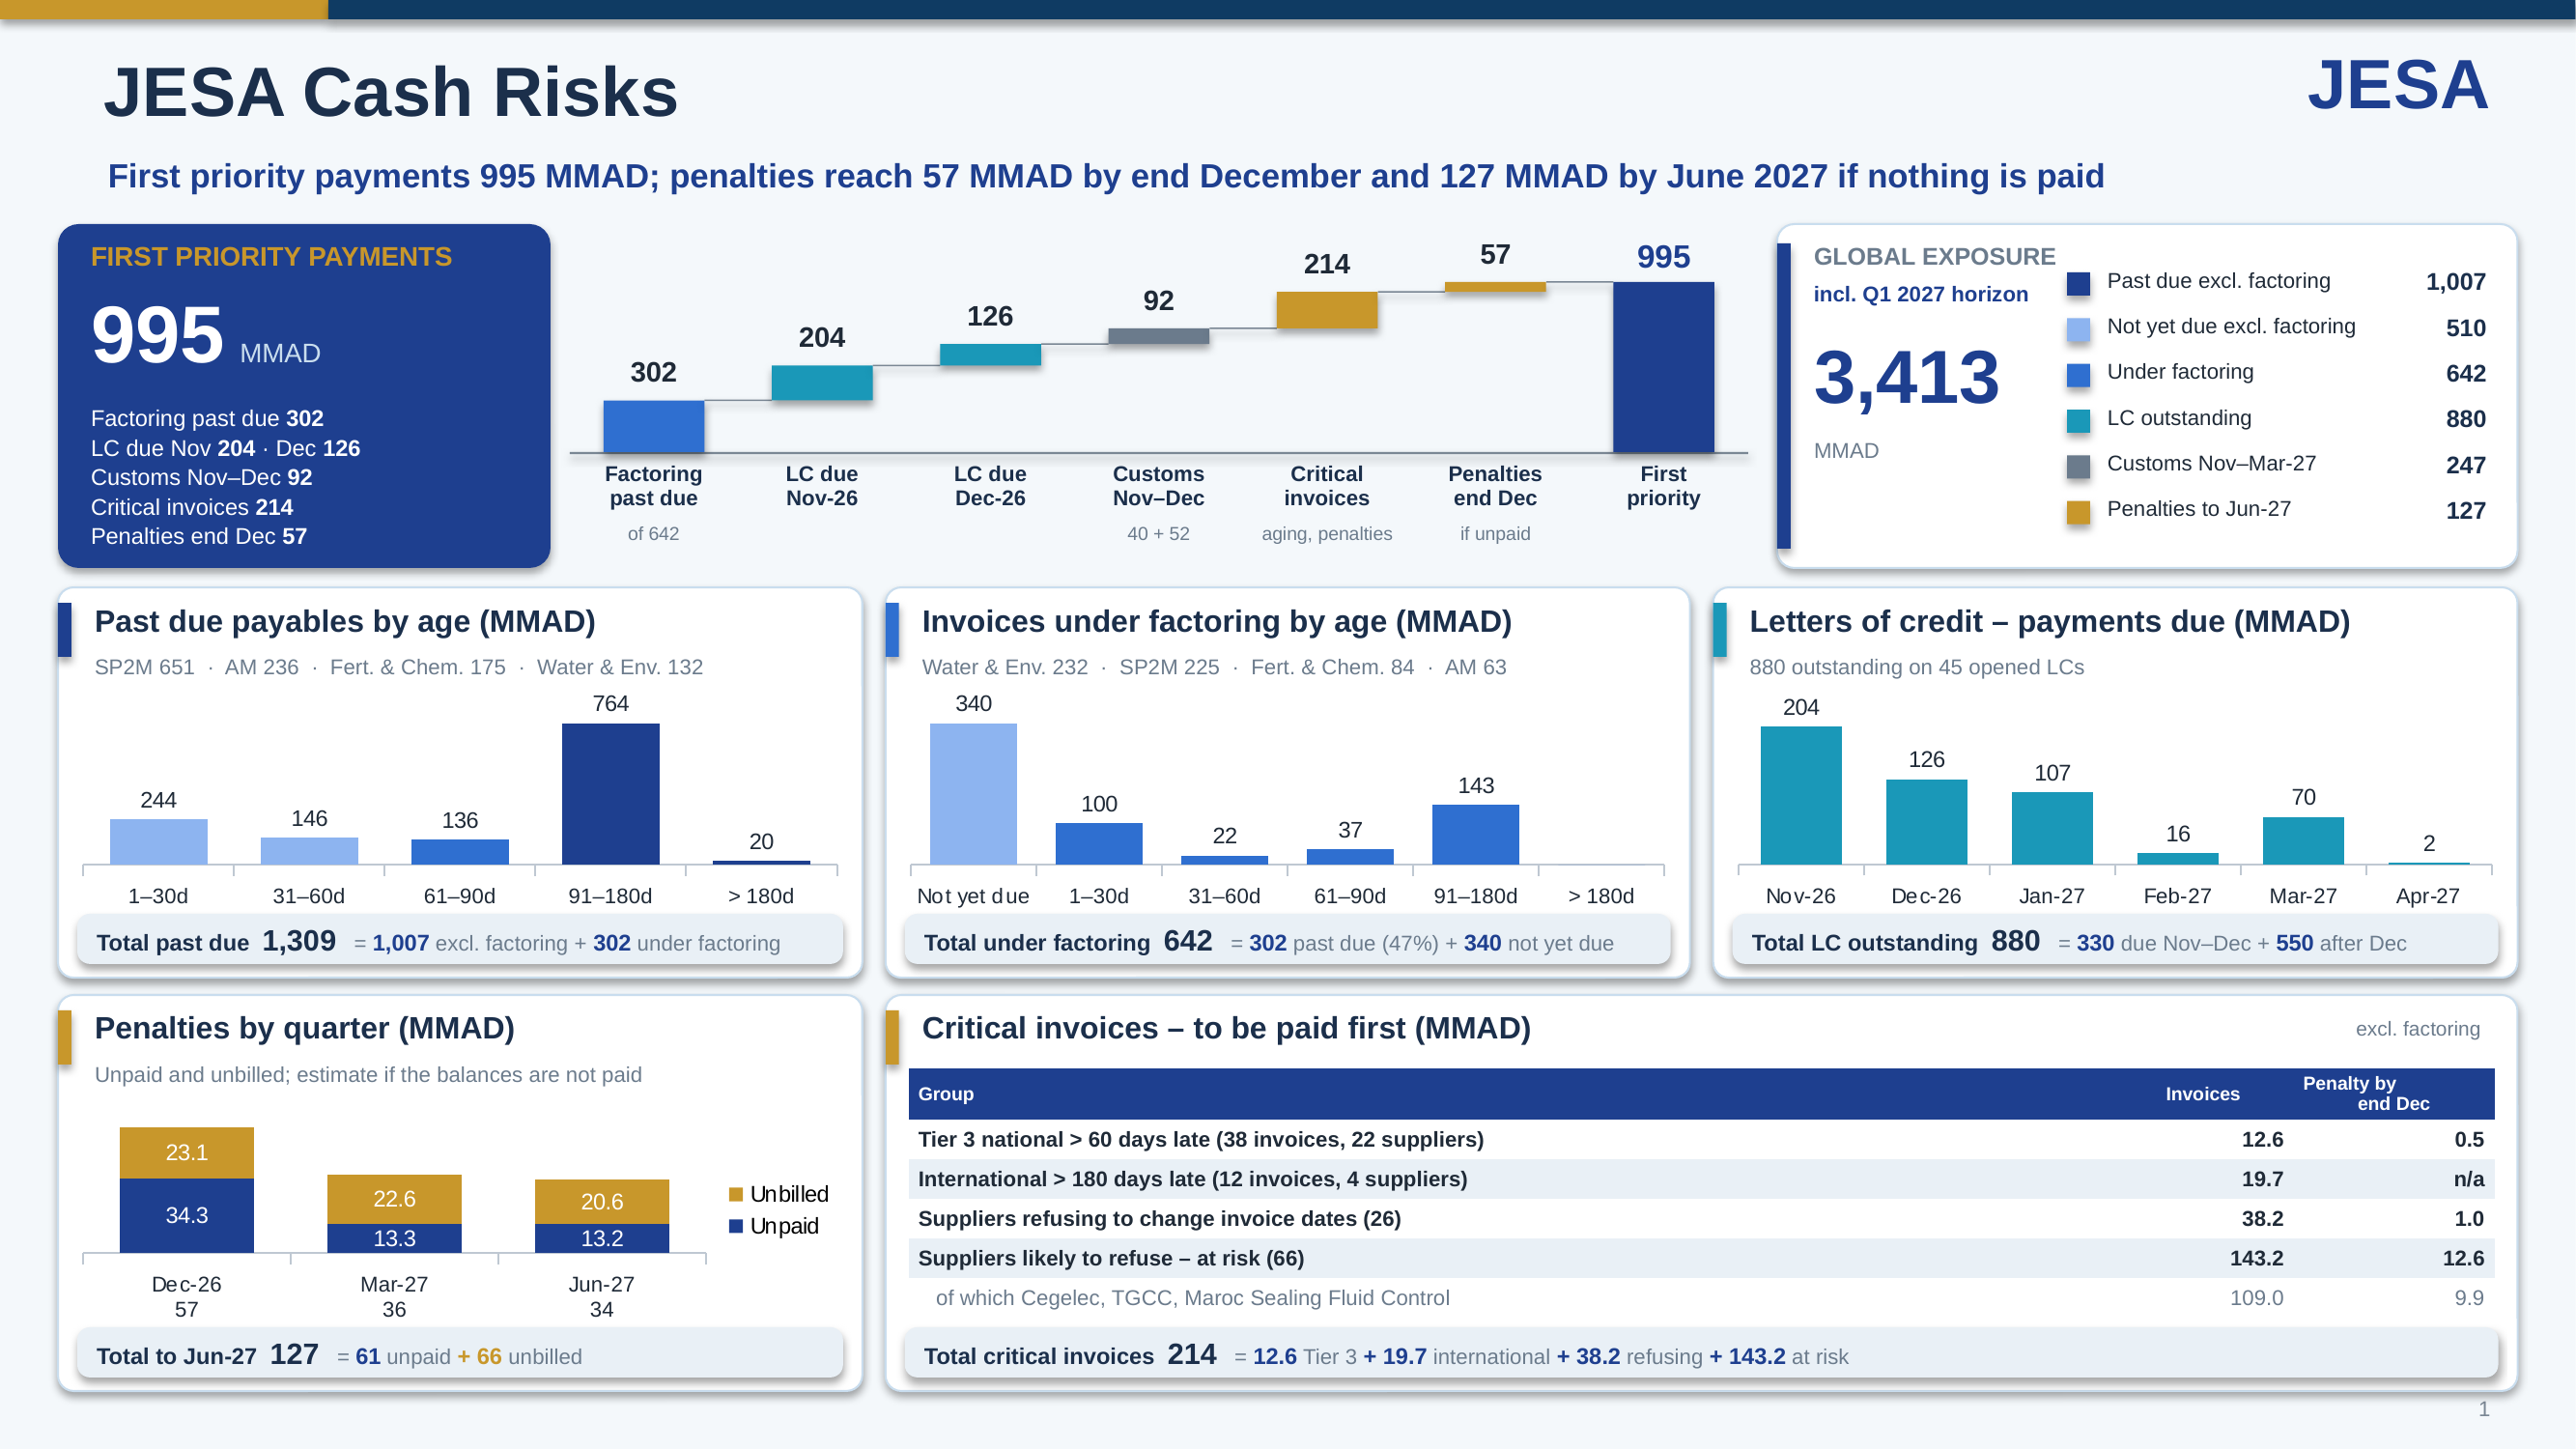 JESA Cash Risks
JESA
First priority payments 995 MMAD; penalties reach 57 MMAD by end December and 127 MMAD by June 2027 if nothing is paid
FIRST PRIORITY PAYMENTS
995 MMAD
Factoring past due 302
LC due Nov 204 · Dec 126
Customs Nov–Dec 92
Critical invoices 214
Penalties end Dec 57
302
204
126
92
214
57
995
Factoring past due
of 642
LC due Nov-26
LC due Dec-26
Customs Nov–Dec
40 + 52
Critical invoices
aging, penalties
Penalties end Dec
if unpaid
First priority
GLOBAL EXPOSURE
incl. Q1 2027 horizon
3,413
MMAD
Past due excl. factoring 1,007
Not yet due excl. factoring 510
Under factoring 642
LC outstanding 880
Customs Nov–Mar-27 247
Penalties to Jun-27 127
Past due payables by age (MMAD)
SP2M 651 · AM 236 · Fert. & Chem. 175 · Water & Env. 132
244
146
136
764
20
1–30d 31–60d 61–90d 91–180d > 180d
Total past due 1,309 = 1,007 excl. factoring + 302 under factoring
Invoices under factoring by age (MMAD)
Water & Env. 232 · SP2M 225 · Fert. & Chem. 84 · AM 63
340
100
22
37
143
Not yet due 1–30d 31–60d 61–90d 91–180d > 180d
Total under factoring 642 = 302 past due (47%) + 340 not yet due
Letters of credit – payments due (MMAD)
880 outstanding on 45 opened LCs
204
126
107
16
70
2
Nov-26 Dec-26 Jan-27 Feb-27 Mar-27 Apr-27
Total LC outstanding 880 = 330 due Nov–Dec + 550 after Dec
Penalties by quarter (MMAD)
Unpaid and unbilled; estimate if the balances are not paid
23.1 22.6 20.6
34.3 13.3 13.2
Unbilled
Unpaid
Dec-26 Mar-27 Jun-27
57 36 34
Total to Jun-27 127 = 61 unpaid + 66 unbilled
Critical invoices – to be paid first (MMAD)
excl. factoring
Group Invoices Penalty by end Dec
Tier 3 national > 60 days late (38 invoices, 22 suppliers) 12.6 0.5
International > 180 days late (12 invoices, 4 suppliers) 19.7 n/a
Suppliers refusing to change invoice dates (26) 38.2 1.0
Suppliers likely to refuse – at risk (66) 143.2 12.6
of which Cegelec, TGCC, Maroc Sealing Fluid Control 109.0 9.9
Total critical invoices 214 = 12.6 Tier 3 + 19.7 international + 38.2 refusing + 143.2 at risk
1